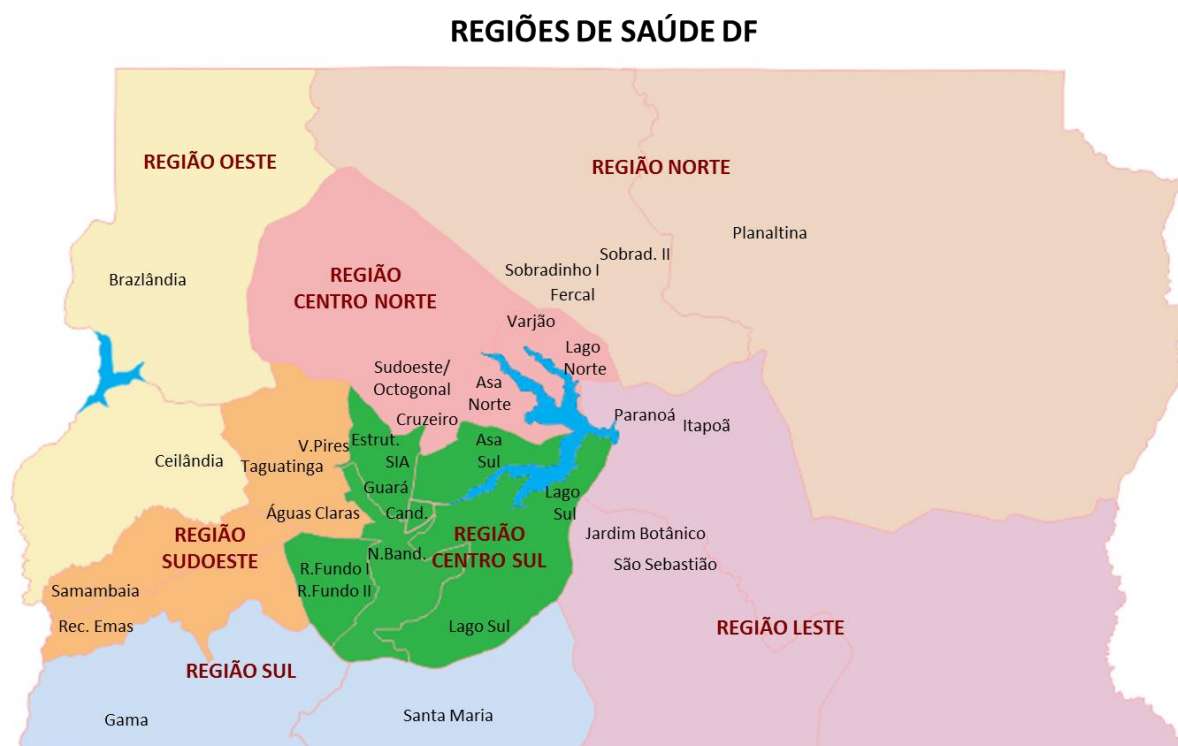 REGIÕES DE SAÚDE DF
REGIÃO OESTE
REGIÃO NORTE
Planaltina
Sobrad. II
Sobradinho I
Fercal
Brazlândia
REGIÃO
CENTRO NORTE
Varjão
Lago
Norte
Sudoeste/
Octogonal
Asa
Norte
Cruzeiro
Paranoá
Itapoã
V.Pires
Estrut.
Asa
Sul
Ceilândia
Taguatinga
SIA
Guará
Lago
Sul
Águas Claras
Cand.
REGIÃO
SUDOESTE
REGIÃO
CENTRO SUL
Jardim Botânico
N.Band.
São Sebastião
R.Fundo I
R.Fundo II
Samambaia
Rec. Emas
Lago Sul
REGIÃO LESTE
REGIÃO SUL
Gama
Santa Maria